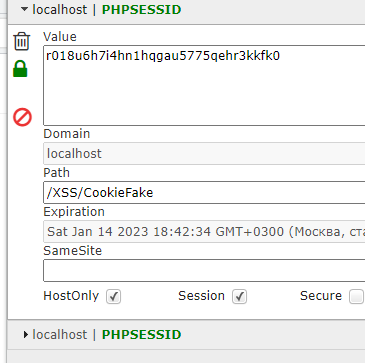 localhost | PHPSESSID
Value
r018u6h7i4hn1hqgau5775qehr3kkfk0
Domain
localhost
Path
/XSS/CookieFake
Expiration
Sat Jan 14 2023 18:42:34 GMT+0300 (Москва, ста
SameSite
HostOnly Session Secure
localhost | PHPSESSID